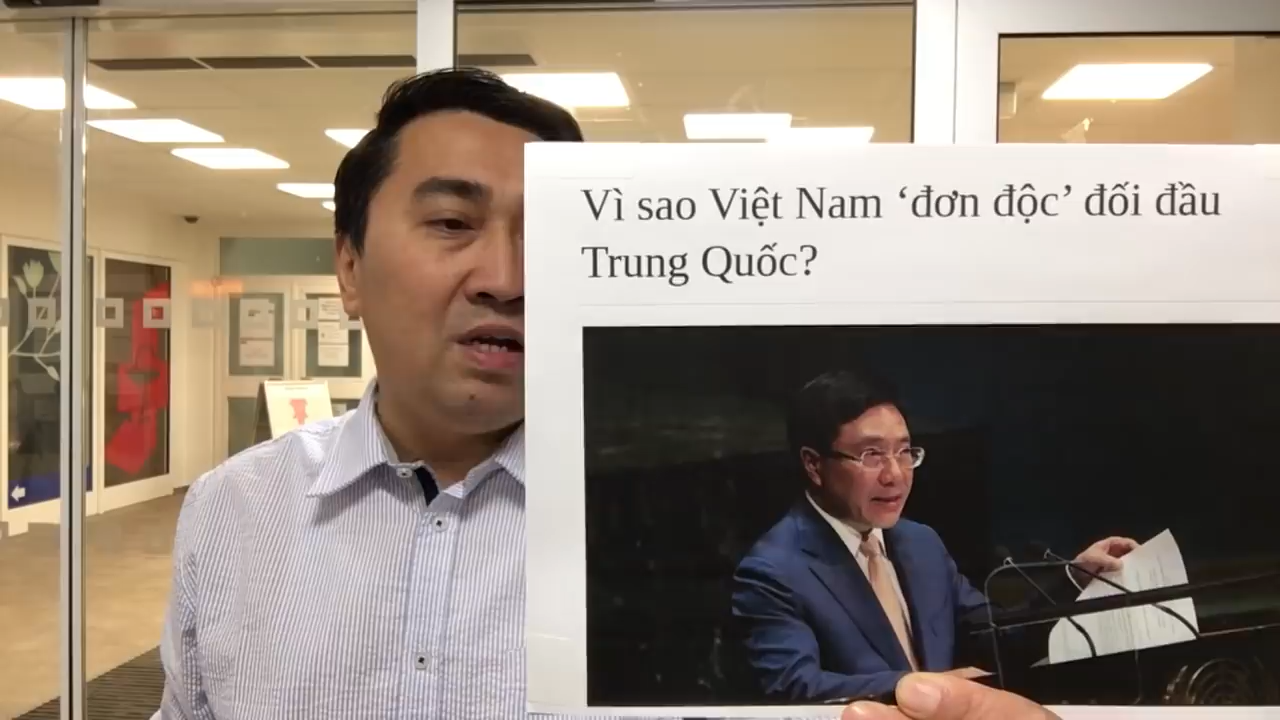 Vì sao Việt Nam ‘đơn độc’ đối đầu
Trung Quốc?